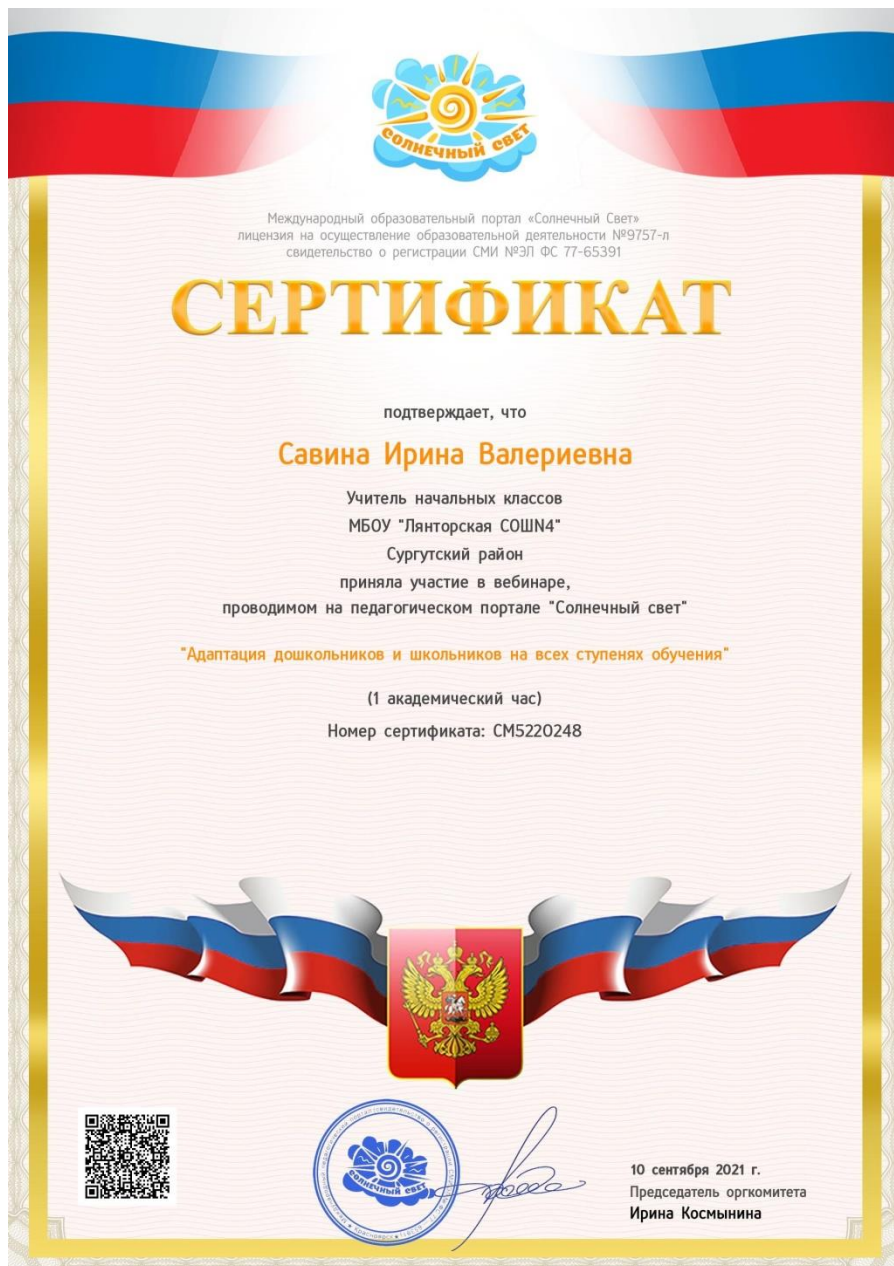 СОЛНЕЧНЫЙ СВЕТ
Международный образовательный портал «Солнечный Свет»
лицензия на осуществление образовательной деятельности №9757-л
свидетельство о регистрации СМИ №ЭЛ ФС 77-65391
СЕРТИФИКАТ
подтверждает, что
Савина Ирина Валериевна
Учитель начальных классов
МБОУ "Лянторская СОШN4"
Сургутский район
приняла участие в вебинаре,
проводимом на педагогическом портале "Солнечный свет"
"Адаптация дошкольников и школьников на всех ступенях обучения"
(1 академический час)
Номер сертификата: СМ5220248
СОЛНЕЧНЫЙ СВЕТ
10 сентября 2021 г.
Председатель оргкомитета
Ирина Космынина